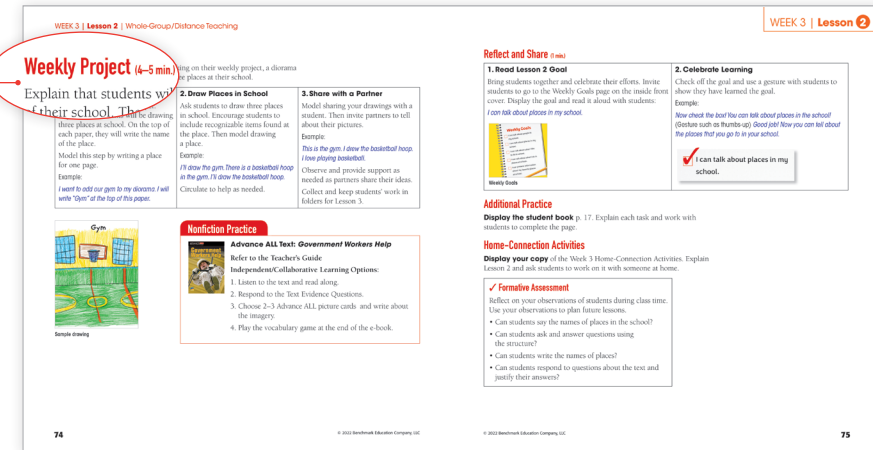 WEEK 3 | Lesson 2 | Whole-Group/Distance Teaching
WEEK 3 | Lesson 2
Weekly Project (4–5 min.)
ing on their weekly project, a diorama
e places at their school.
Explain that students wi
of their school. The
ll be drawing
three places at school. On the top of
each paper, they will write the name
of the place.
Model this step by writing a place
for one page.
Example:
I want to add our gym to my diorama. I will
write "Gym" at the top of this paper.
2. Draw Places in School
Ask students to draw three places
in school. Encourage students to
include recognizable items found at
the place. Then model drawing
a place.
Example:
I'll draw the gym. There is a basketball hoop
in the gym. I'll draw the basketball hoop.
Circulate to help as needed.
3. Share with a Partner
Model sharing your drawings with a
student. Then invite partners to tell
about their pictures.
Example:
This is the gym. I drew the basketball hoop.
I love playing basketball.
Observe and provide support as
needed as partners share their ideas.
Collect and keep students' work in
folders for Lesson 3.
Gym
Sample drawing
Nonfiction Practice
Government
Workers Help
Advance ALL Text: Government Workers Help
Refer to the Teacher's Guide
Independent/Collaborative Learning Options:
1. Listen to the text and read along.
2. Respond to the Text Evidence Questions.
3. Choose 2–3 Advance ALL picture cards and write about
the imagery.
4. Play the vocabulary game at the end of the e-book.
74
© 2022 Benchmark Education Company, LLC
Reflect and Share (1 min.)
1. Read Lesson 2 Goal
Bring students together and celebrate their efforts. Invite
students to go to the Weekly Goals page on the inside front
cover. Display the goal and read it aloud with students:
I can talk about places in my school.
Weekly Goals
Weekly Goals
2. Celebrate Learning
Check off the goal and use a gesture with students to
show they have learned the goal.
Example:
Now check the box! You can talk about places in the school!
(Gesture such as thumbs-up) Good job! Now you can tell about
the places that you go to in your school.
I can talk about places in my
school.
Additional Practice
Display the student book p. 17. Explain each task and work with
students to complete the page.
Home-Connection Activities
Display your copy of the Week 3 Home-Connection Activities. Explain
Lesson 2 and ask students to work on it with someone at home.
✓ Formative Assessment
Reflect on your observations of students during class time.
Use your observations to plan future lessons.
• Can students say the names of places in the school?
• Can students ask and answer questions using
the structure?
• Can students write the names of places?
• Can students respond to questions about the text and
justify their answers?
© 2022 Benchmark Education Company, LLC
75